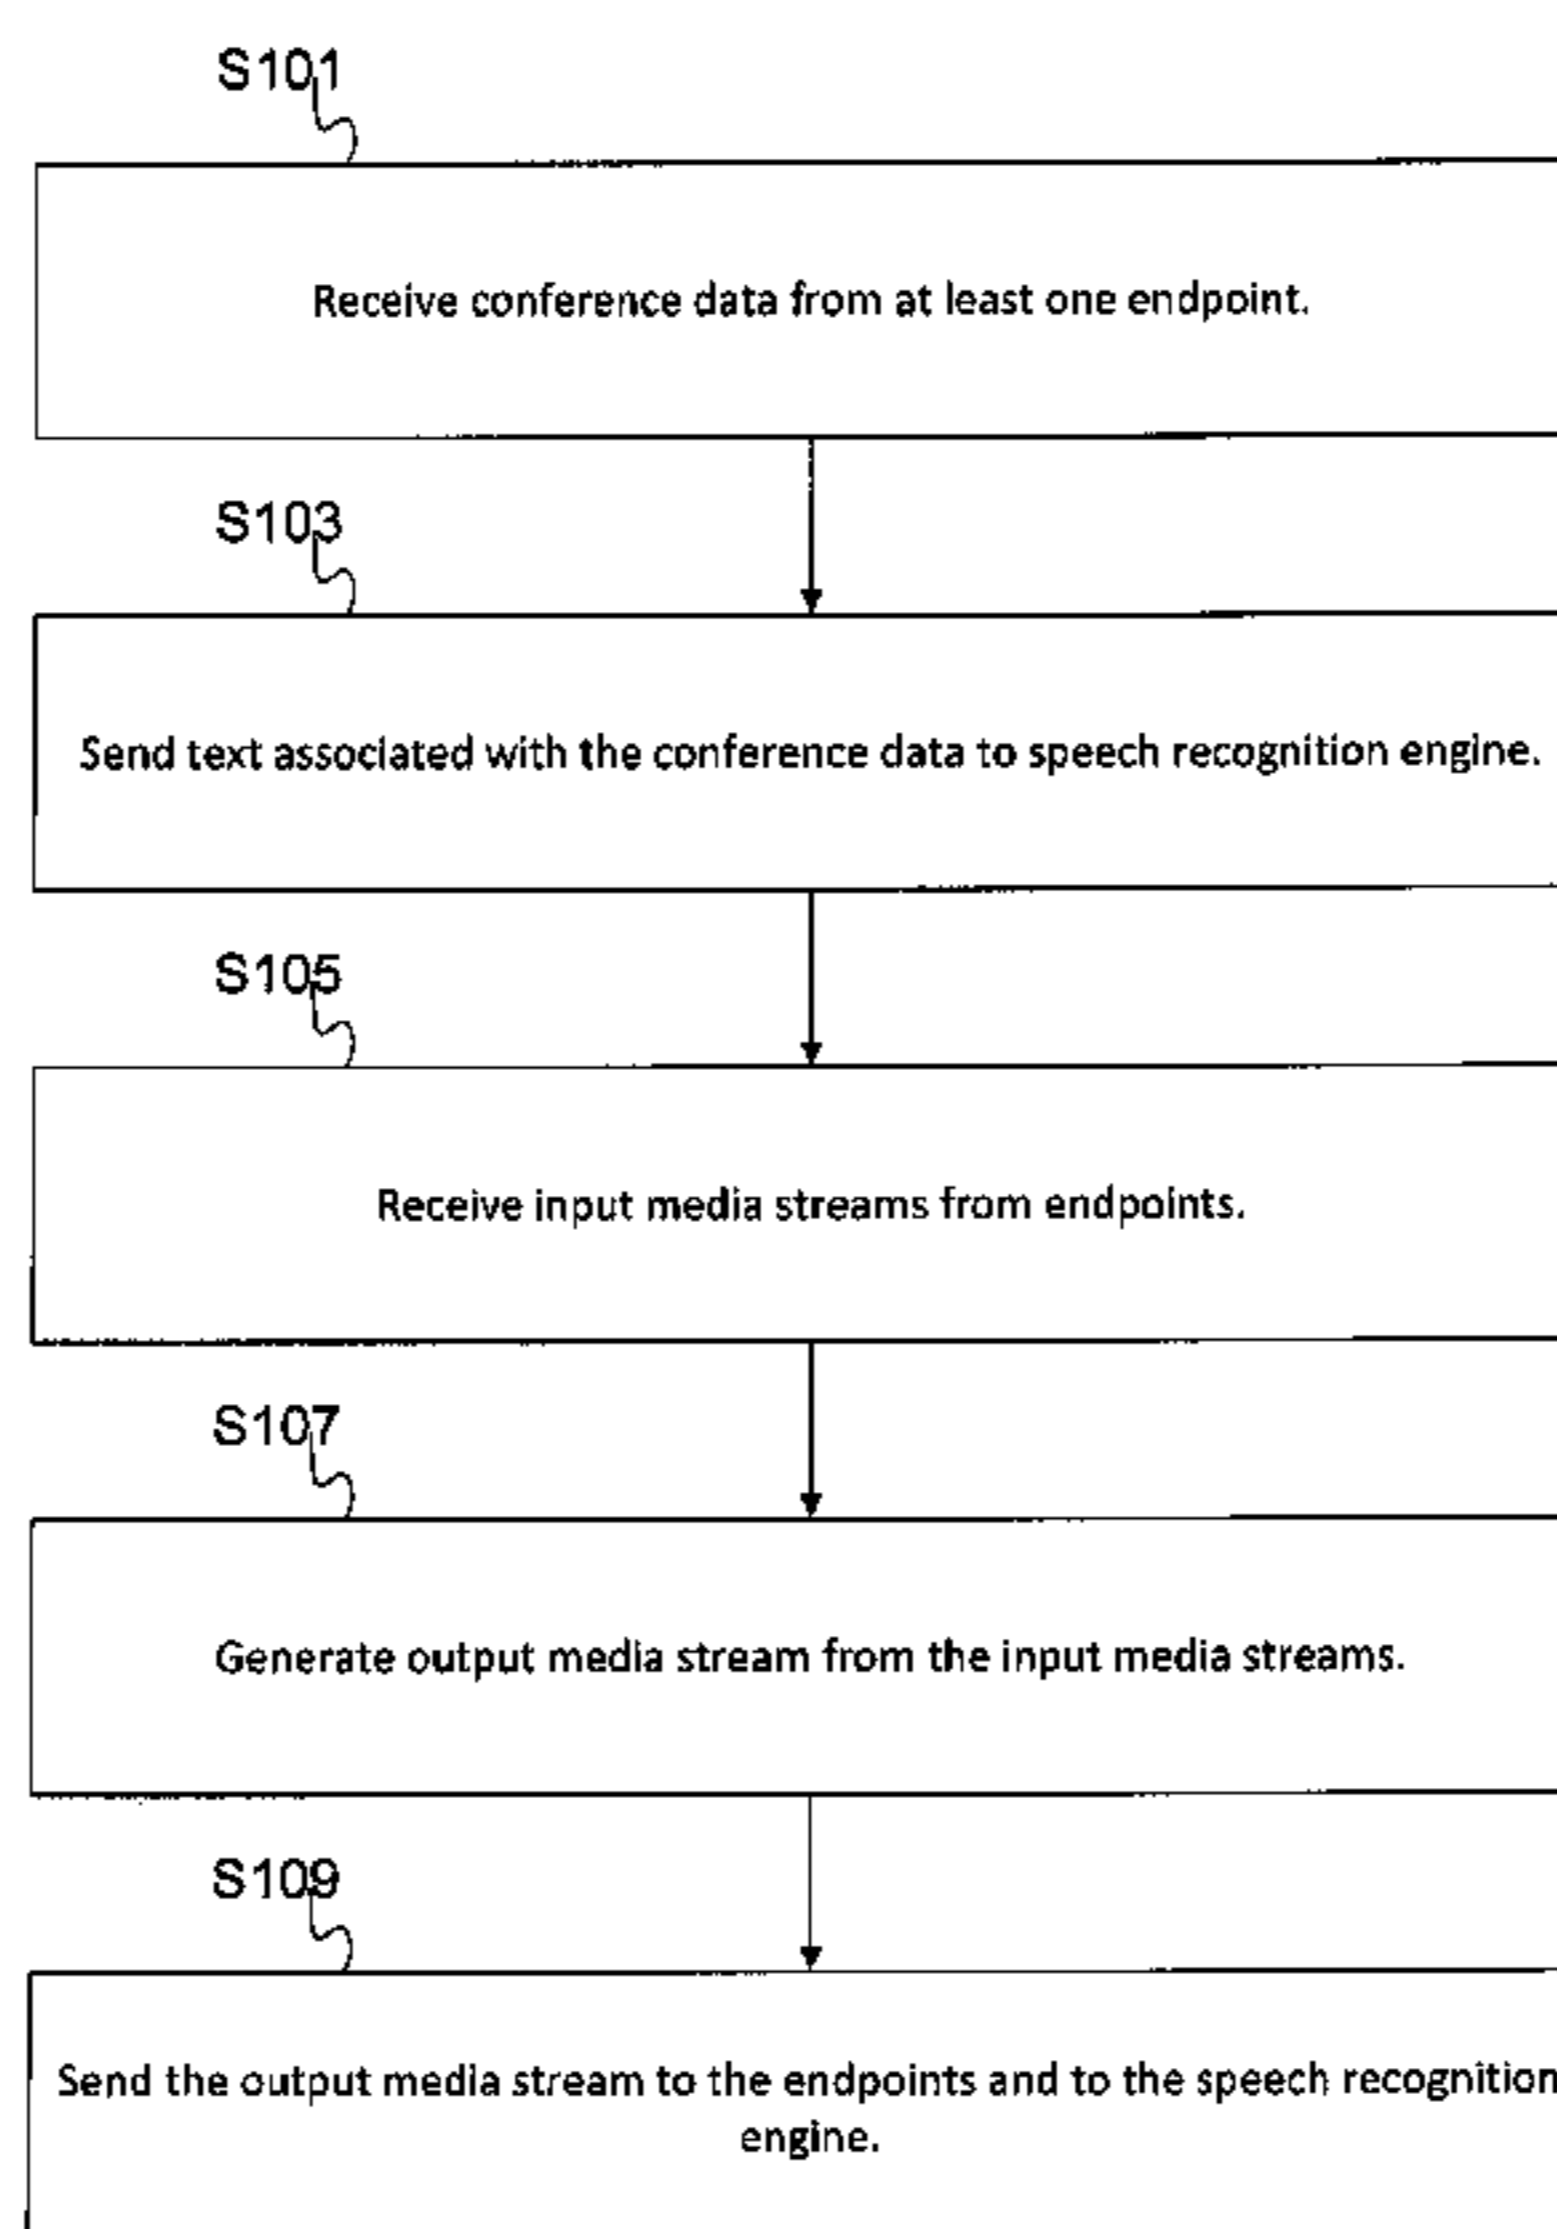 S101
Receive conference data from at least one endpoint.
S103
Send text associated with the conference data to speech recognition engine.
S105
Receive input media streams from endpoints.
S107
Generate output media stream from the input media streams.
S109
Send the output media stream to the endpoints and to the speech recognition
engine.